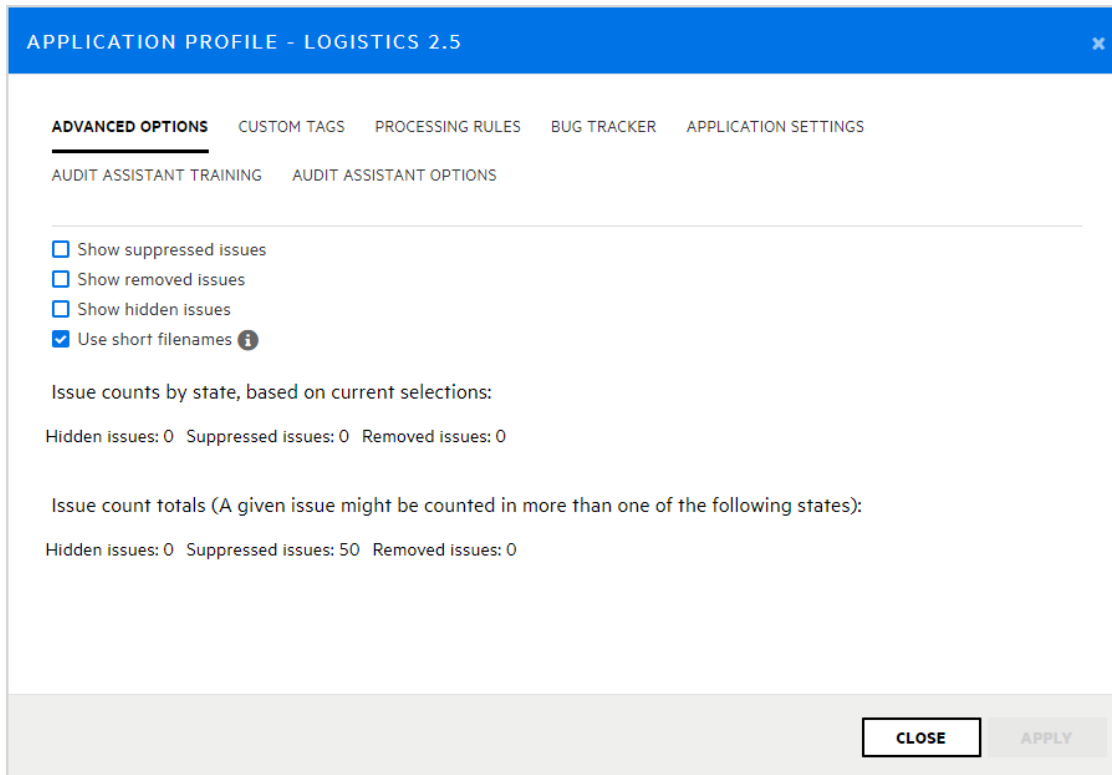 APPLICATION PROFILE - LOGISTICS 2.5
ADVANCED OPTIONS CUSTOM TAGS PROCESSING RULES BUG TRACKER APPLICATION SETTINGS
AUDIT ASSISTANT TRAINING AUDIT ASSISTANT OPTIONS
Show suppressed issues
Show removed issues
Show hidden issues
Use short filenames
Issue counts by state, based on current selections:
Hidden issues: 0 Suppressed issues: 0 Removed issues: 0
Issue count totals (A given issue might be counted in more than one of the following states):
Hidden issues: 0 Suppressed issues: 50 Removed issues: 0
CLOSE APPLY